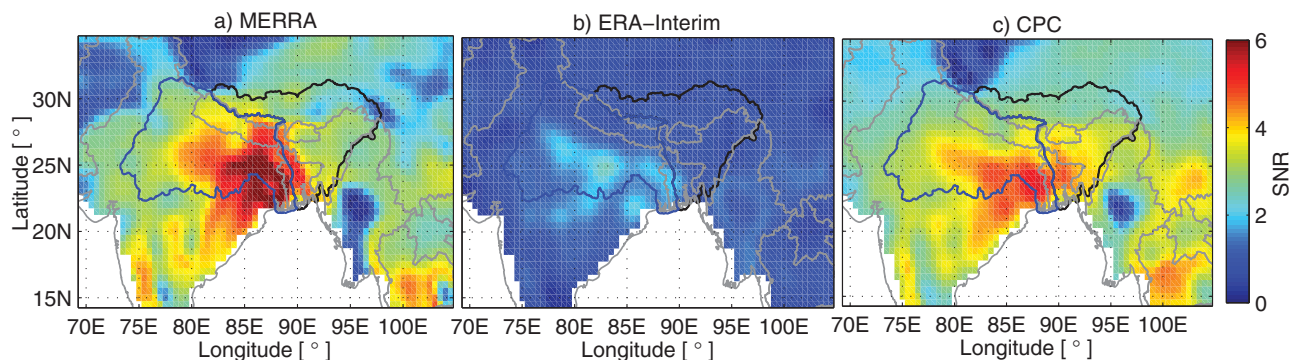 a) MERRA
b) ERA−Interim
c) CPC
6
4
2
0
SNR
30N
25N
20N
15N
Latitude [ ° ]
70E 75E 80E 85E 90E 95E 100E
70E 75E 80E 85E 90E 95E 100E
70E 75E 80E 85E 90E 95E 100E
Longitude [ ° ]
Longitude [ ° ]
Longitude [ ° ]